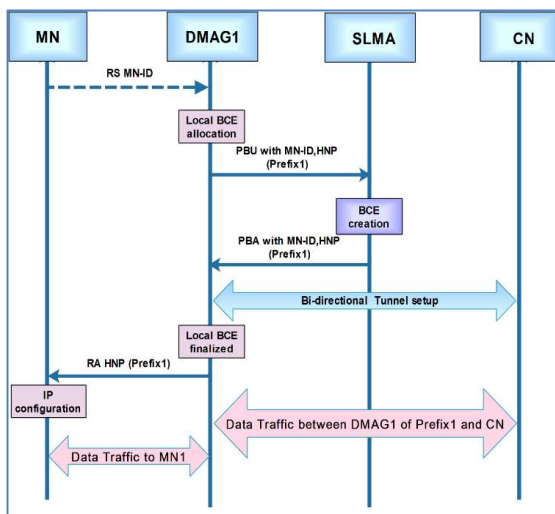 MN
DMAG1
SLMA
CN
RS MN-ID
Local BCE
allocation
PBU with MN-ID,HNP
(Prefix1)
BCE
creation
PBA with MN-ID,HNP
(Prefix1)
Bi-directional Tunnel setup
Local BCE
finalized
RA HNP (Prefix1)
IP
configuration
Data Traffic between DMAG1 of Prefix1 and CN
Data Traffic to MN1